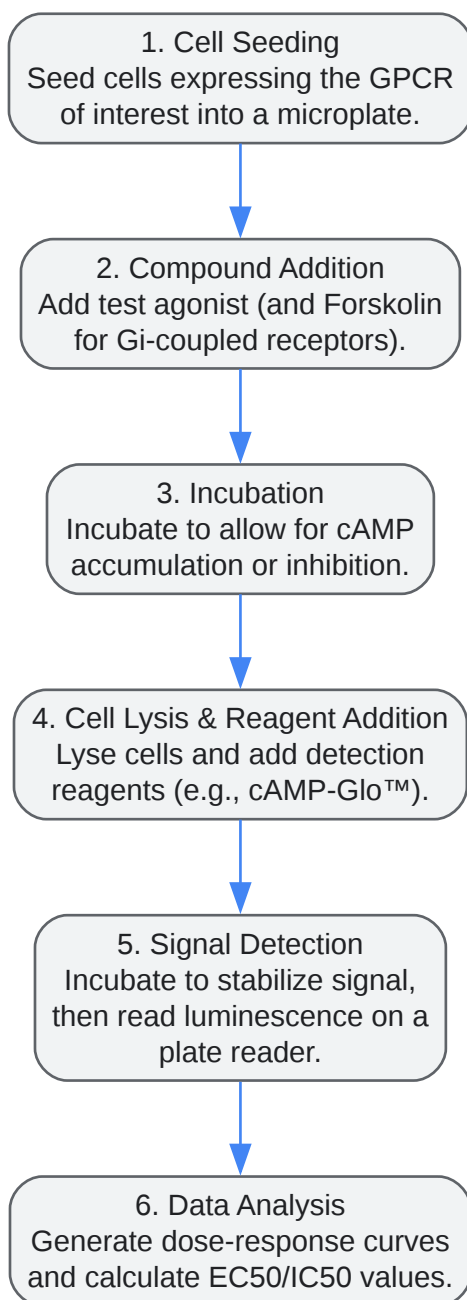 1. Cell Seeding
Seed cells expressing the GPCR
of interest into a microplate.
2. Compound Addition
Add test agonist (and Forskolin
for Gi-coupled receptors).
3. Incubation
Incubate to allow for cAMP
accumulation or inhibition.
4. Cell Lysis & Reagent Addition
Lyse cells and add detection
reagents (e.g., cAMP-Glo™).
5. Signal Detection
Incubate to stabilize signal,
then read luminescence on a
plate reader.
6. Data Analysis
Generate dose-response curves
and calculate EC50/IC50 values.